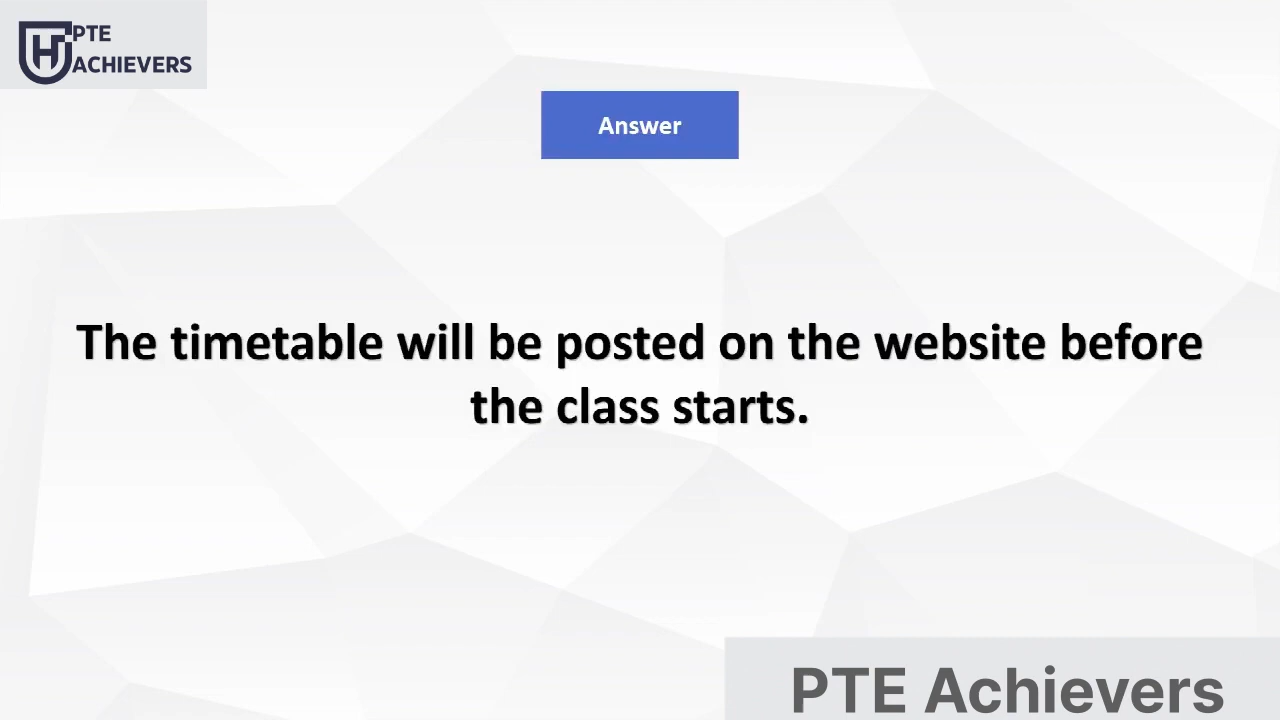 PTE
ACHIEVERS
Answer
The timetable will be posted on the website before
the class starts.
PTE Achievers